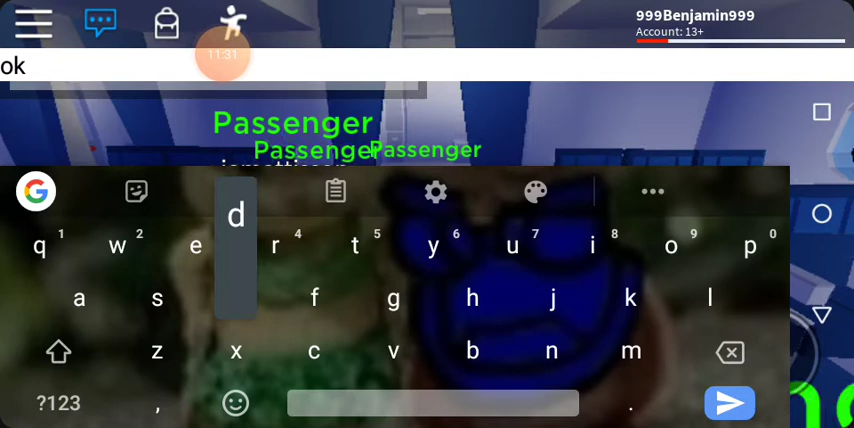 999Benjamin999
Account: 13+
11:31
ok
Passenger
Passenger
Passenger
d
q 1 w 2 e r 4 t 5 y 6 u 7 i 8 o 9 p 0
a s f g h j k l
z x c v b n m
?123 , .